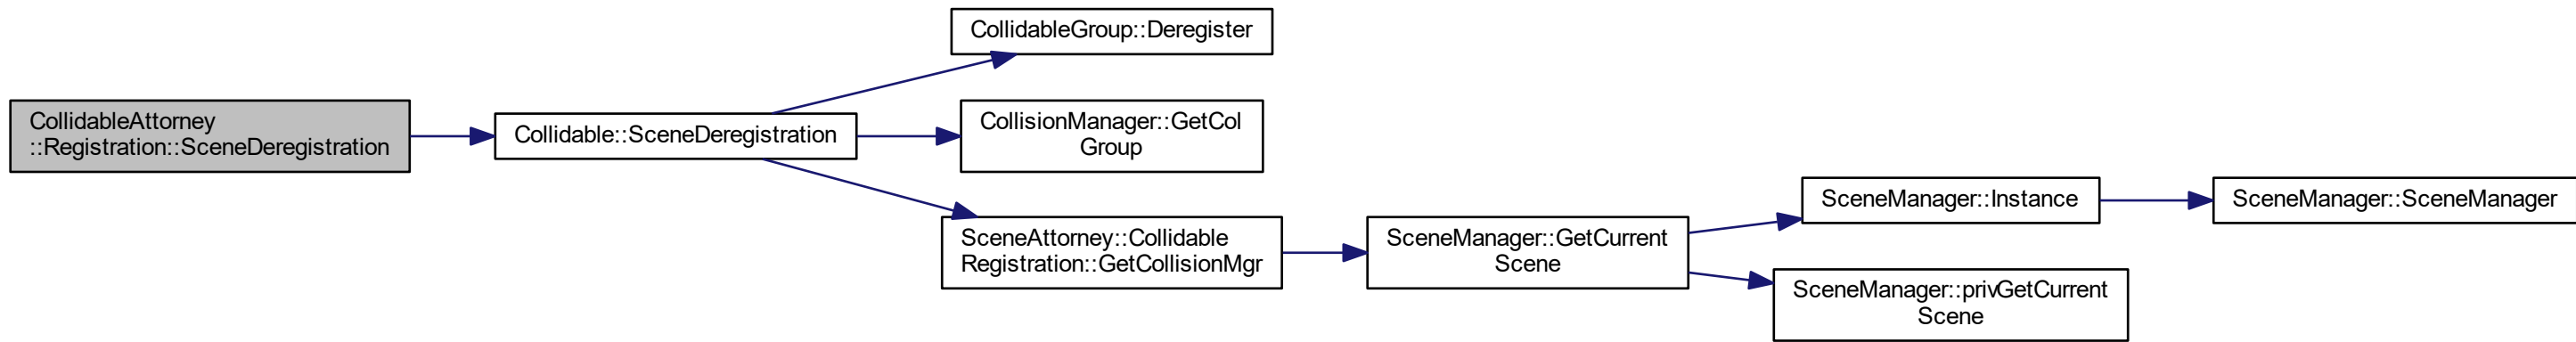 CollidableAttorney
::Registration::SceneDeregistration
Collidable::SceneDeregistration
CollidableGroup::Deregister
CollisionManager::GetCol
Group
SceneAttorney::Collidable
Registration::GetCollisionMgr
SceneManager::GetCurrent
Scene
SceneManager::Instance
SceneManager::SceneManager
SceneManager::privGetCurrent
Scene